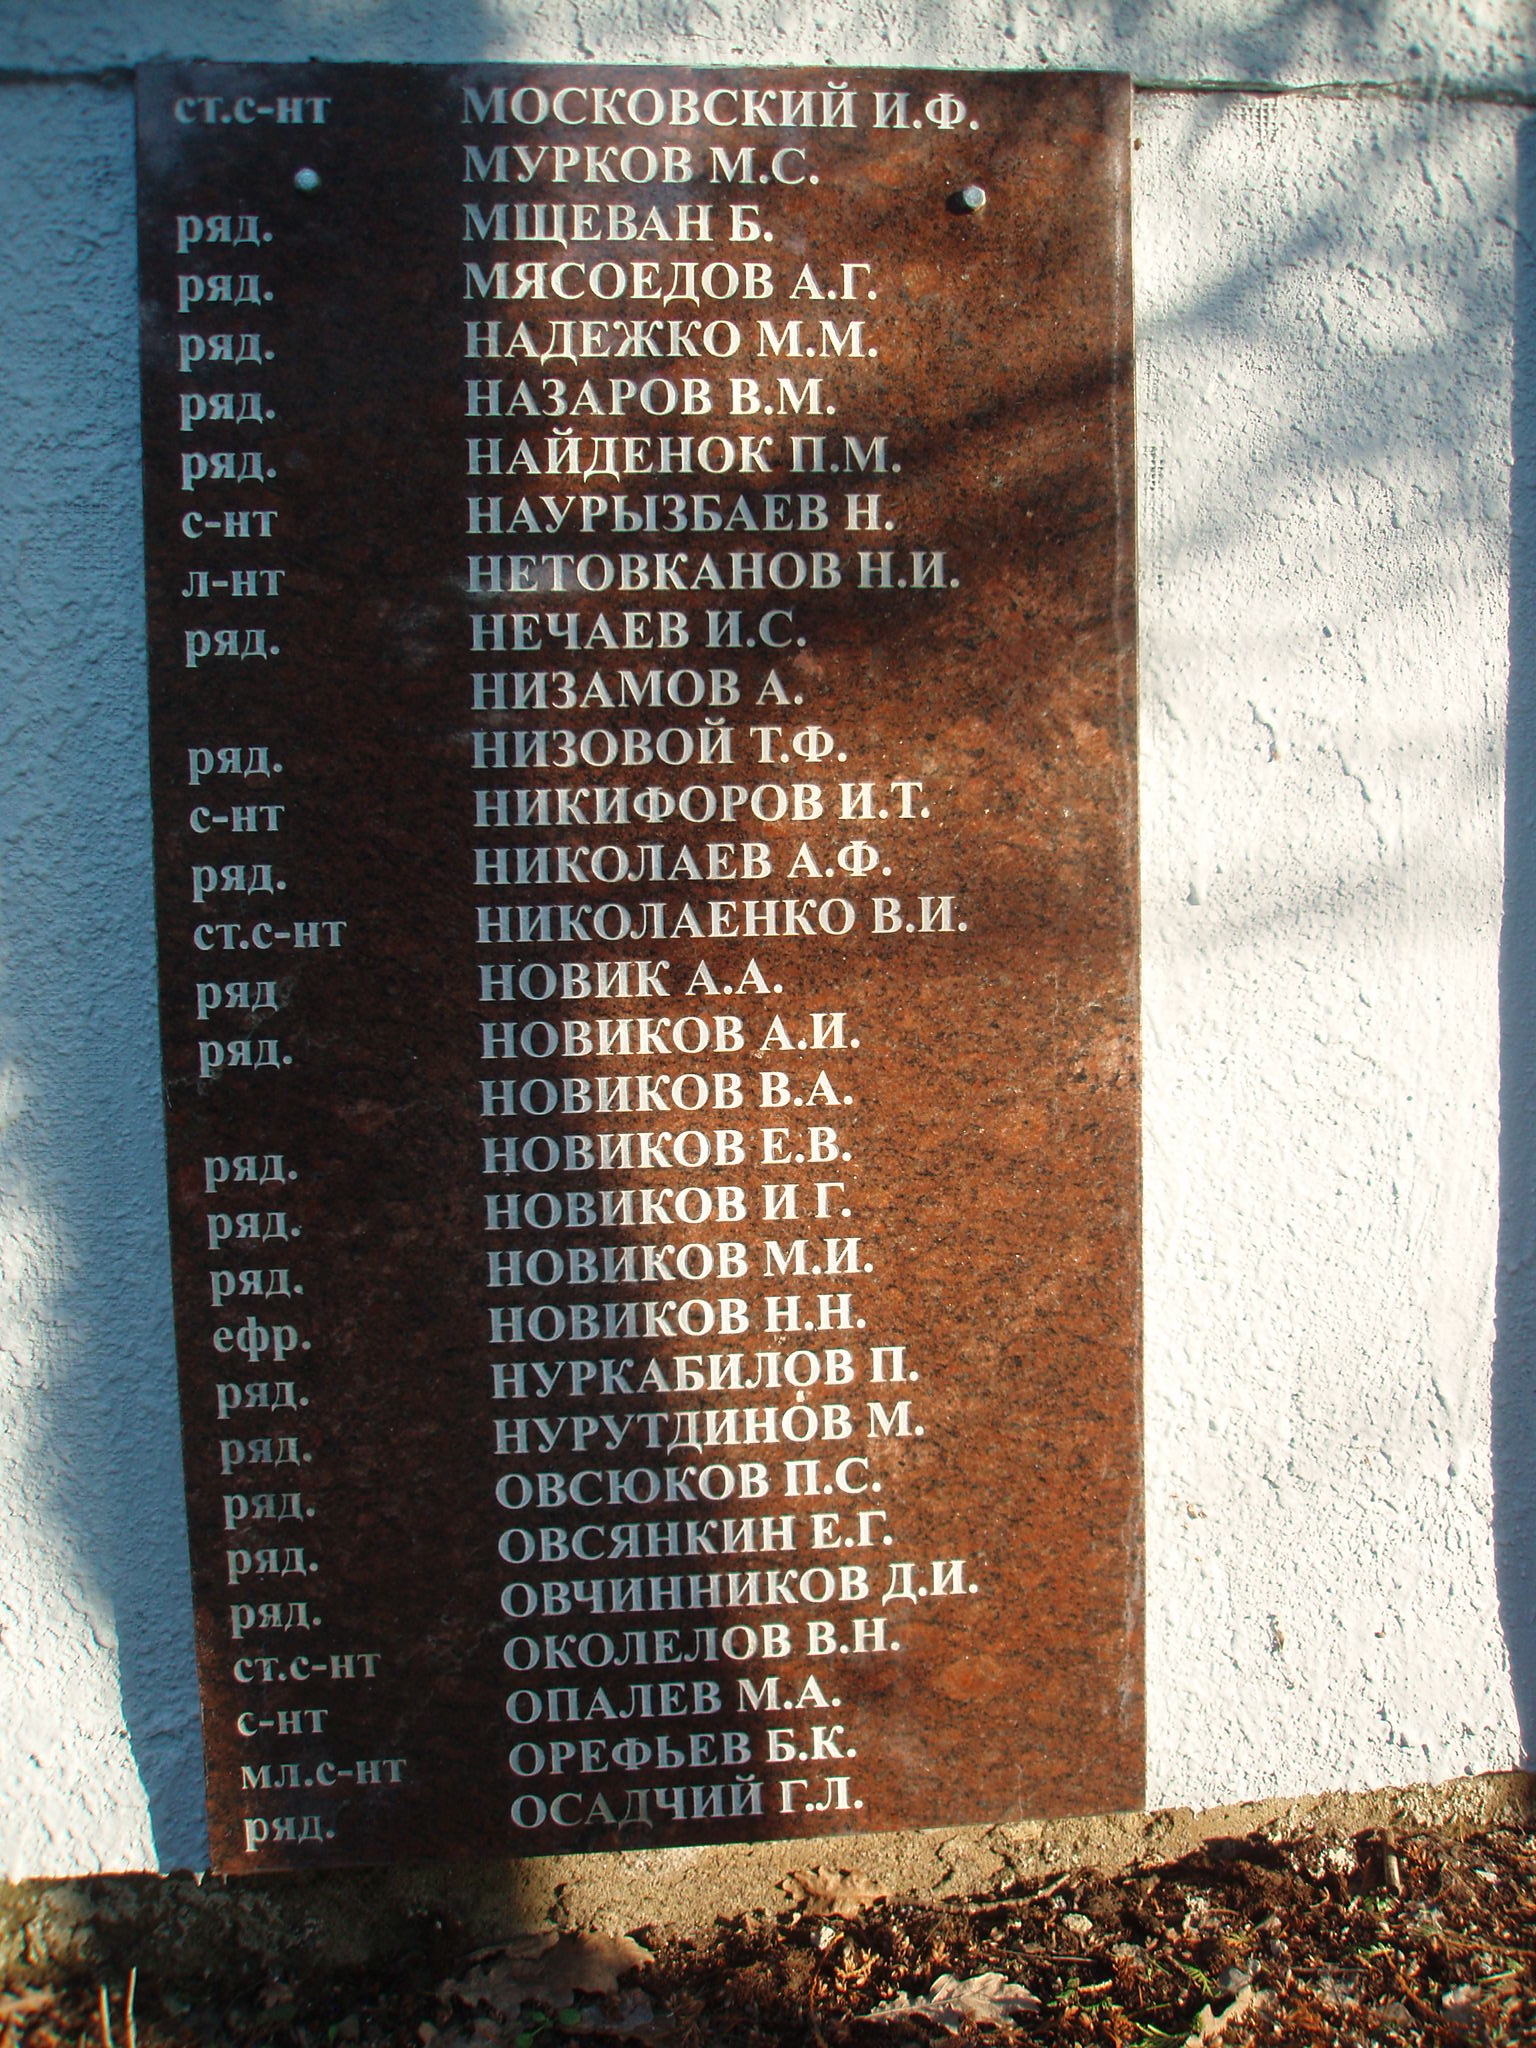 ст.с-нт МОСКОВСКИЙ И.Ф.
МУРКОВ М.С.
ряд. МЩЕВАН Б.
ряд. МЯСОЕДОВ А.Г.
ряд. НАДЕЖКО М.М.
ряд. НАЗАРОВ В.М.
ряд. НАЙДЕНОК П.М.
с-нт НАУРЫЗБАЕВ Н.
л-нт НЕТОВКАНОВ Н.И.
ряд. НЕЧАЕВ И.С.
НИЗАМОВ А.
ряд. НИЗОВОЙ Т.Ф.
с-нт НИКИФОРОВ И.Т.
ряд. НИКОЛАЕВ А.Ф.
ст.с-нт НИКОЛАЕНКО В.И.
ряд НОВИК А.А.
ряд. НОВИКОВ А.И.
НОВИКОВ В.А.
ряд. НОВИКОВ Е.В.
ряд. НОВИКОВ И Г.
ряд. НОВИКОВ М.И.
ефр. НОВИКОВ Н.Н.
ряд. НУРКАБИЛОВ П.
ряд. НУРУТДИНОВ М.
ряд. ОВСЮКОВ П.С.
ряд. ОВСЯНКИН Е.Г.
ряд. ОВЧИННИКОВ Д.И.
ст.с-нт ОКОЛЕЛОВ В.Н.
с-нт ОПАЛЕВ М.А.
мл.с-нт ОРЕФЬЕВ Б.К.
ряд. ОСАДЧИЙ Г.Л.